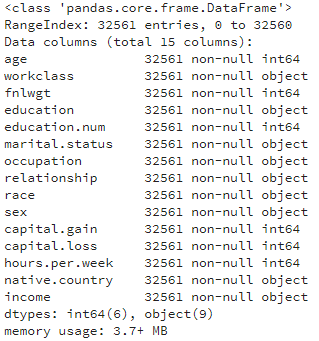 <class 'pandas.core.frame.DataFrame'>
RangeIndex: 32561 entries, 0 to 32560
Data columns (total 15 columns):
age 32561 non-null int64
workclass 32561 non-null object
fnlwgt 32561 non-null int64
education 32561 non-null object
education.num 32561 non-null int64
marital.status 32561 non-null object
occupation 32561 non-null object
relationship 32561 non-null object
race 32561 non-null object
sex 32561 non-null object
capital.gain 32561 non-null int64
capital.loss 32561 non-null int64
hours.per.week 32561 non-null int64
native.country 32561 non-null object
income 32561 non-null object
dtypes: int64(6), object(9)
memory usage: 3.7+ MB